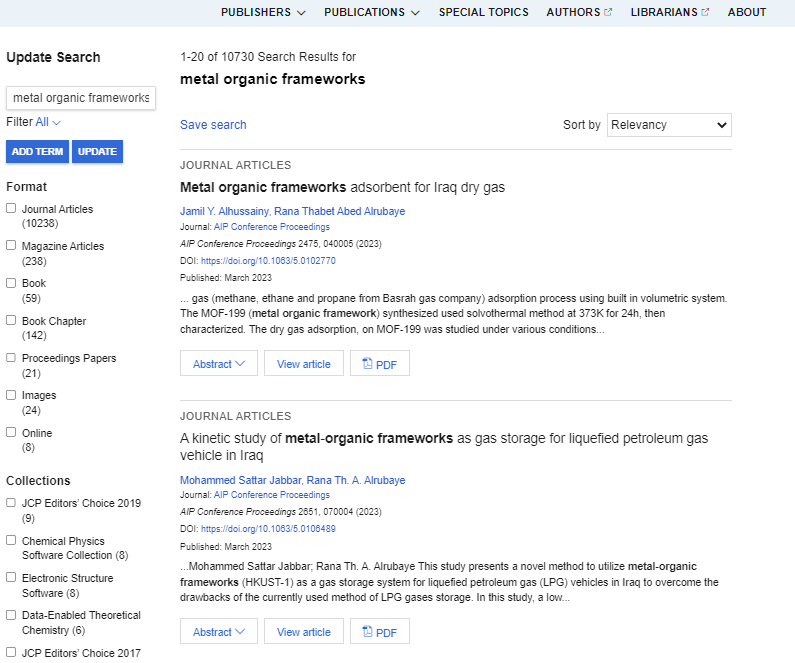 PUBLISHERS PUBLICATIONS SPECIAL TOPICS AUTHORS LIBRARIANS ABOUT
Update Search
metal organic frameworks
Filter All
ADD TERM UPDATE
Format
Journal Articles
(10238)
Magazine Articles
(238)
Book
(59)
Book Chapter
(142)
Proceedings Papers
(21)
Images
(24)
Online
(8)
Collections
JCP Editors' Choice 2019
(9)
Chemical Physics
Software Collection (8)
Electronic Structure
Software (8)
Data-Enabled Theoretical
Chemistry (6)
JCP Editors' Choice 2017
1-20 of 10730 Search Results for
metal organic frameworks
Save search
Sort by Relevancy
JOURNAL ARTICLES
Metal organic frameworks adsorbent for Iraq dry gas
Jamil Y. Alhussainy, Rana Thabet Abed Alrubaye
Journal: AIP Conference Proceedings
AIP Conference Proceedings 2475, 040005 (2023)
DOI: https://doi.org/10.1063/5.0102770
Published: March 2023
... gas (methane, ethane and propane from Basrah gas company) adsorption process using built in volumetric system.
The MOF-199 (metal organic framework) synthesized used solvothermal method at 373K for 24h, then
characterized. The dry gas adsorption, on MOF-199 was studied under various conditions...
Abstract View article PDF
JOURNAL ARTICLES
A kinetic study of metal-organic frameworks as gas storage for liquefied petroleum gas
vehicle in Iraq
Mohammed Sattar Jabbar, Rana Th. A. Alrubaye
Journal: AIP Conference Proceedings
AIP Conference Proceedings 2651, 070004 (2023)
DOI: https://doi.org/10.1063/5.0106489
Published: March 2023
...Mohammed Sattar Jabbar; Rana Th. A. Alrubaye This study presents a novel method to utilize metal-organic
frameworks (HKUST-1) as a gas storage system for liquefied petroleum gas (LPG) vehicles in Iraq to overcome the
drawbacks of the currently used method of LPG gases storage. In this study, a low...
Abstract View article PDF